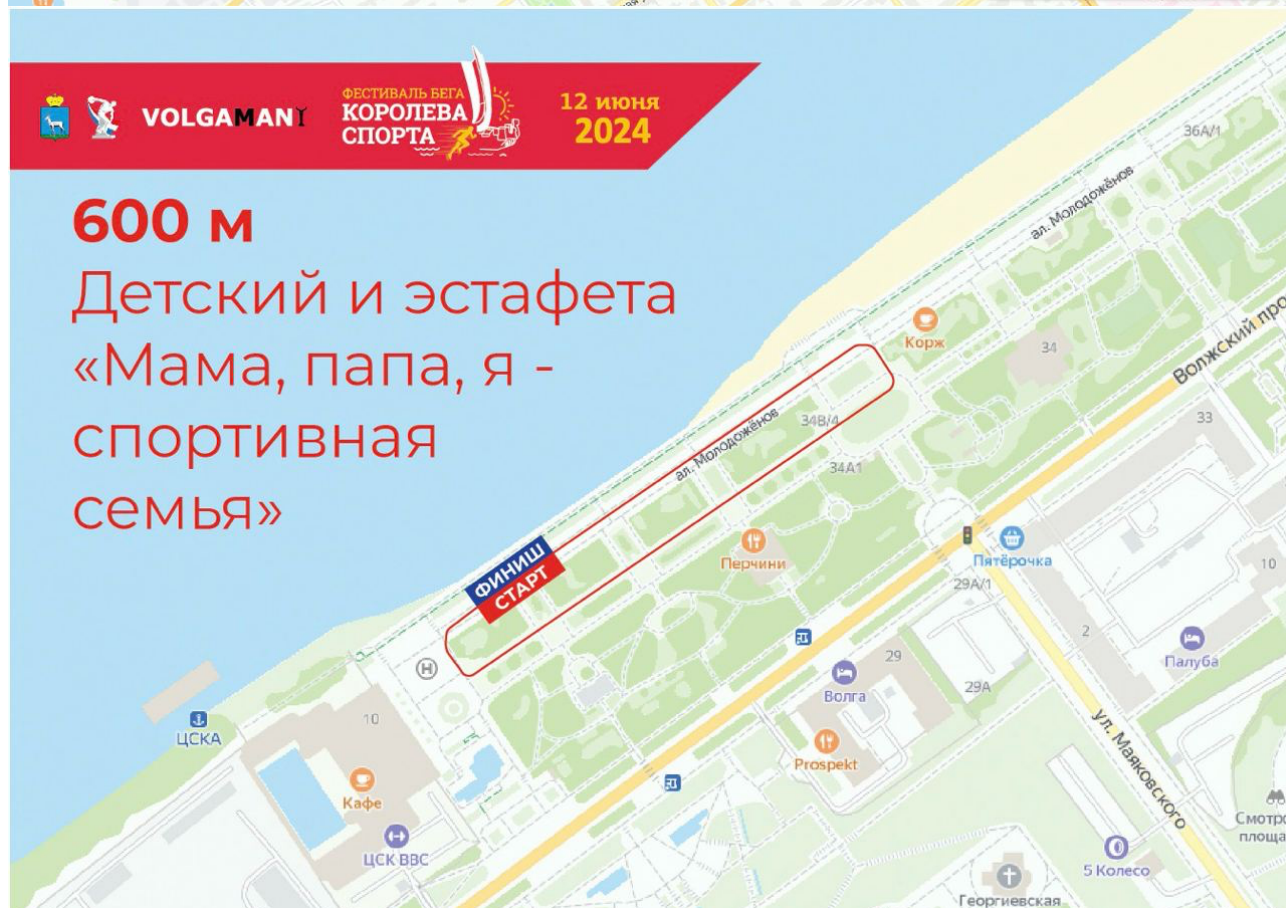 VOLGAMAN
ФЕСТИВАЛЬ БЕГА
КОРОЛЕВА
СПОРТА
12 июня
2024
600 м
Детский и эстафета
«Мама, папа, я -
спортивная
семья»
36А/1
ал. Молодожёнов
Корж
34
Волжский про
33
ал. Молодожёнов
34В/4
34А1
Перчини
Пятёрочка
10
29А/1
2
ФИНИШ
СТАРТ
Н
29
Палуба
Волга
29А
ЦСКА
10
Prospekt
ул. Маяковского
Кафе
Смотро
площа
ЦСК ВВС
5 Колесо
Георгиевская